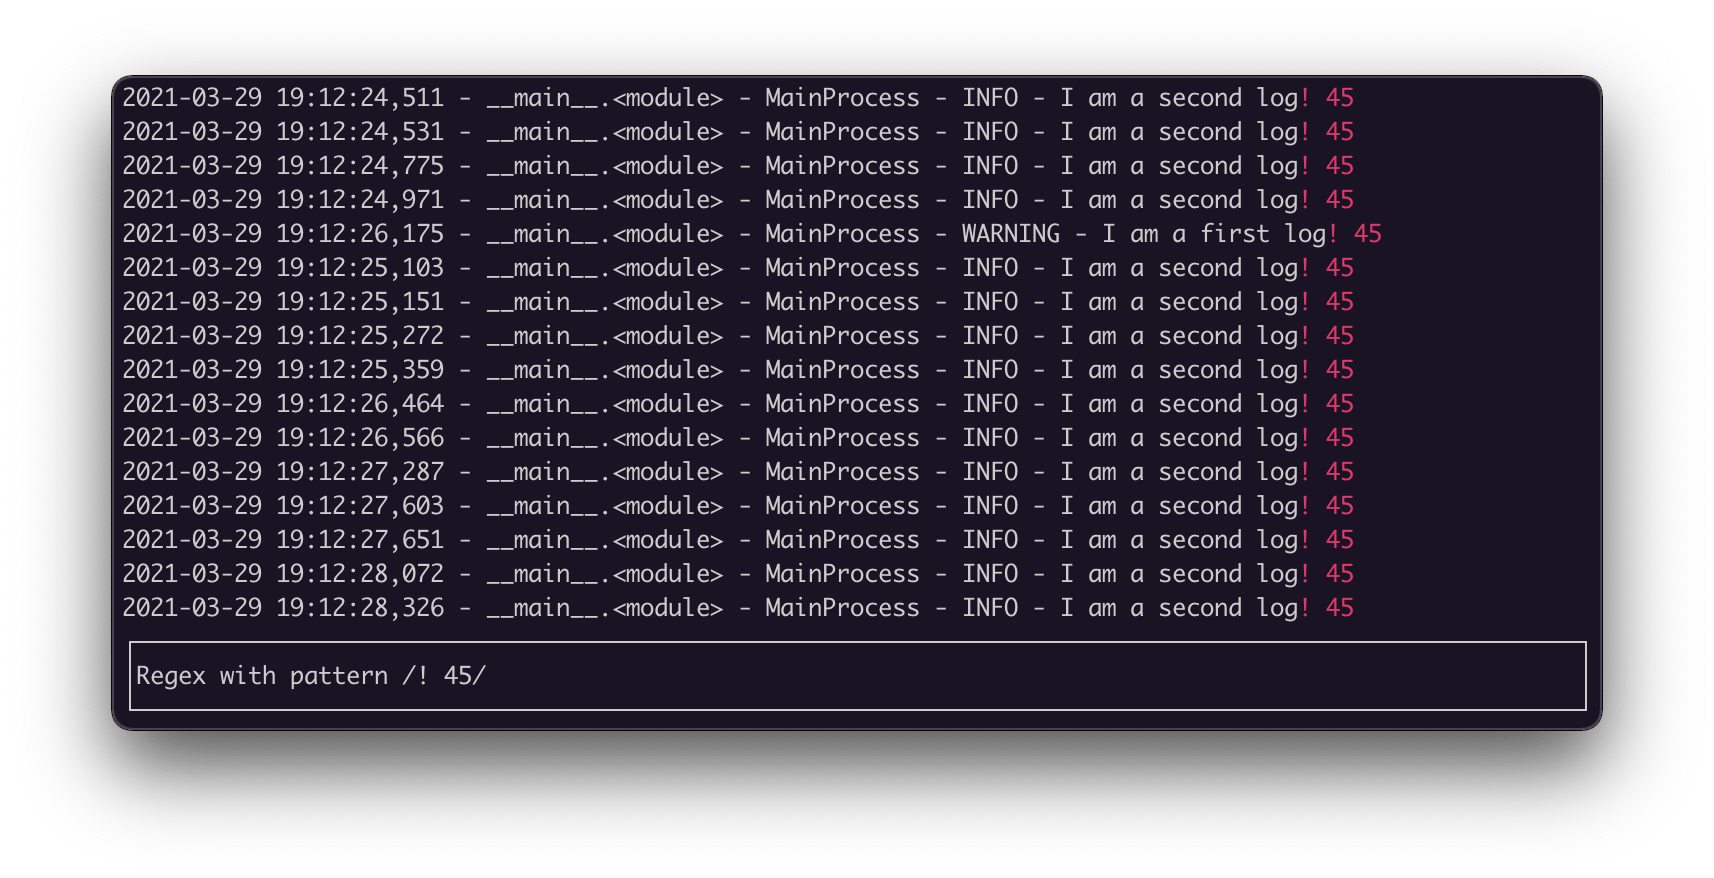 2021-03-29 19:12:24,511 - __main__.<module> - MainProcess - INFO - I am a second log! 45
2021-03-29 19:12:24,531 - __main__.<module> - MainProcess - INFO - I am a second log! 45
2021-03-29 19:12:24,775 - __main__.<module> - MainProcess - INFO - I am a second log! 45
2021-03-29 19:12:24,971 - __main__.<module> - MainProcess - INFO - I am a second log! 45
2021-03-29 19:12:26,175 - __main__.<module> - MainProcess - WARNING - I am a first log! 45
2021-03-29 19:12:25,103 - __main__.<module> - MainProcess - INFO - I am a second log! 45
2021-03-29 19:12:25,151 - __main__.<module> - MainProcess - INFO - I am a second log! 45
2021-03-29 19:12:25,272 - __main__.<module> - MainProcess - INFO - I am a second log! 45
2021-03-29 19:12:25,359 - __main__.<module> - MainProcess - INFO - I am a second log! 45
2021-03-29 19:12:26,464 - __main__.<module> - MainProcess - INFO - I am a second log! 45
2021-03-29 19:12:26,566 - __main__.<module> - MainProcess - INFO - I am a second log! 45
2021-03-29 19:12:27,287 - __main__.<module> - MainProcess - INFO - I am a second log! 45
2021-03-29 19:12:27,603 - __main__.<module> - MainProcess - INFO - I am a second log! 45
2021-03-29 19:12:27,651 - __main__.<module> - MainProcess - INFO - I am a second log! 45
2021-03-29 19:12:28,072 - __main__.<module> - MainProcess - INFO - I am a second log! 45
2021-03-29 19:12:28,326 - __main__.<module> - MainProcess - INFO - I am a second log! 45
Regex with pattern /! 45/